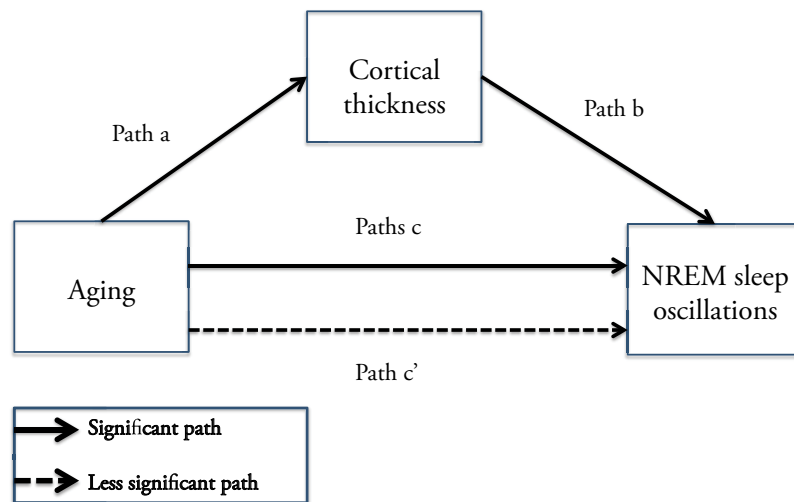 Cortical
thickness
Path a
Path b
Paths c
Aging
NREM sleep
oscillations
Path c’
Significant path
Less significant path